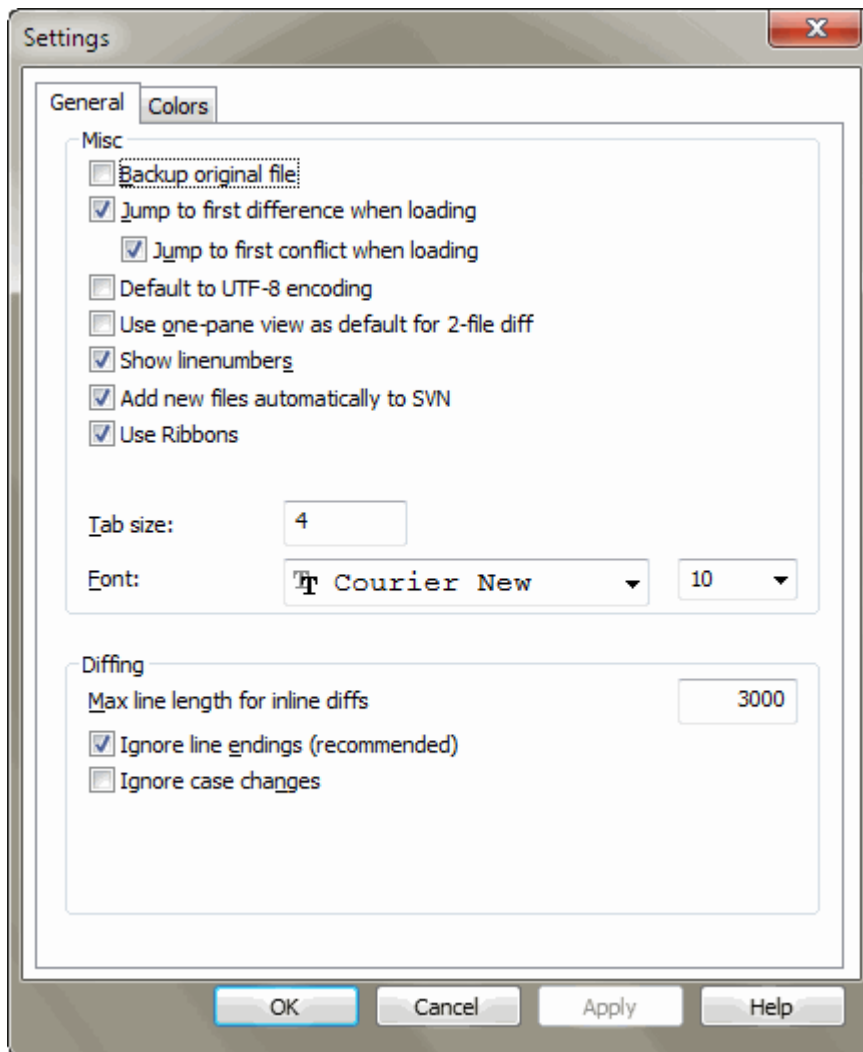 Settings
General Colors
Misc
Backup original file
Jump to first difference when loading
Jump to first conflict when loading
Default to UTF-8 encoding
Use one-pane view as default for 2-file diff
Show linenumbers
Add new files automatically to SVN
Use Ribbons
Tab size: 4
Font: Courier New 10
Diffing
Max line length for inline diffs 3000
Ignore line endings (recommended)
Ignore case changes
OK Cancel Apply Help